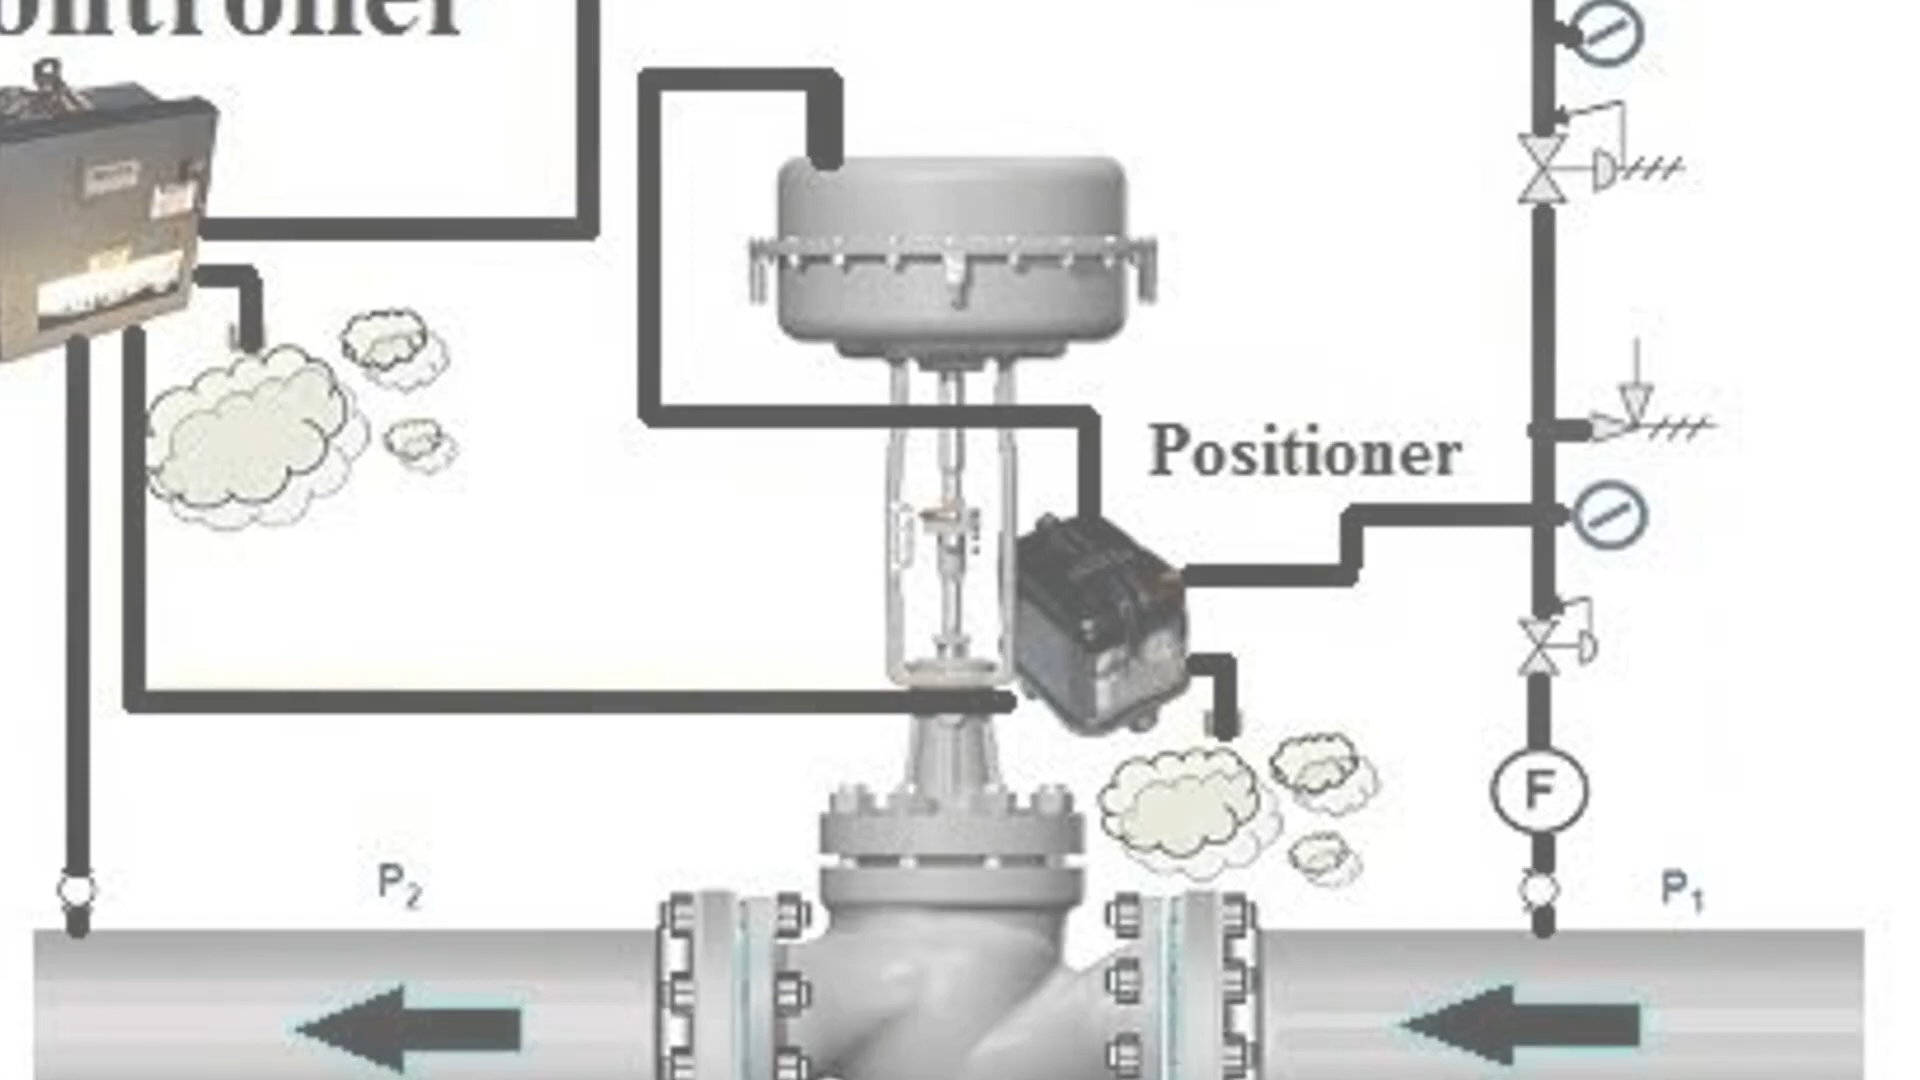 ontroller
Positioner
F
P2
P1